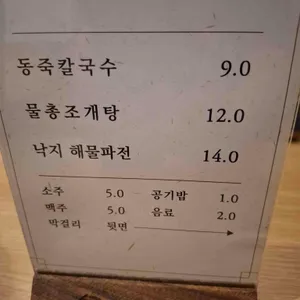 동죽칼국수 9.0
물총조개탕 12.0
낙지 해물파전 14.0
소주 5.0 공기밥 1.0
맥주 5.0 음료 2.0
막걸리 뒷면